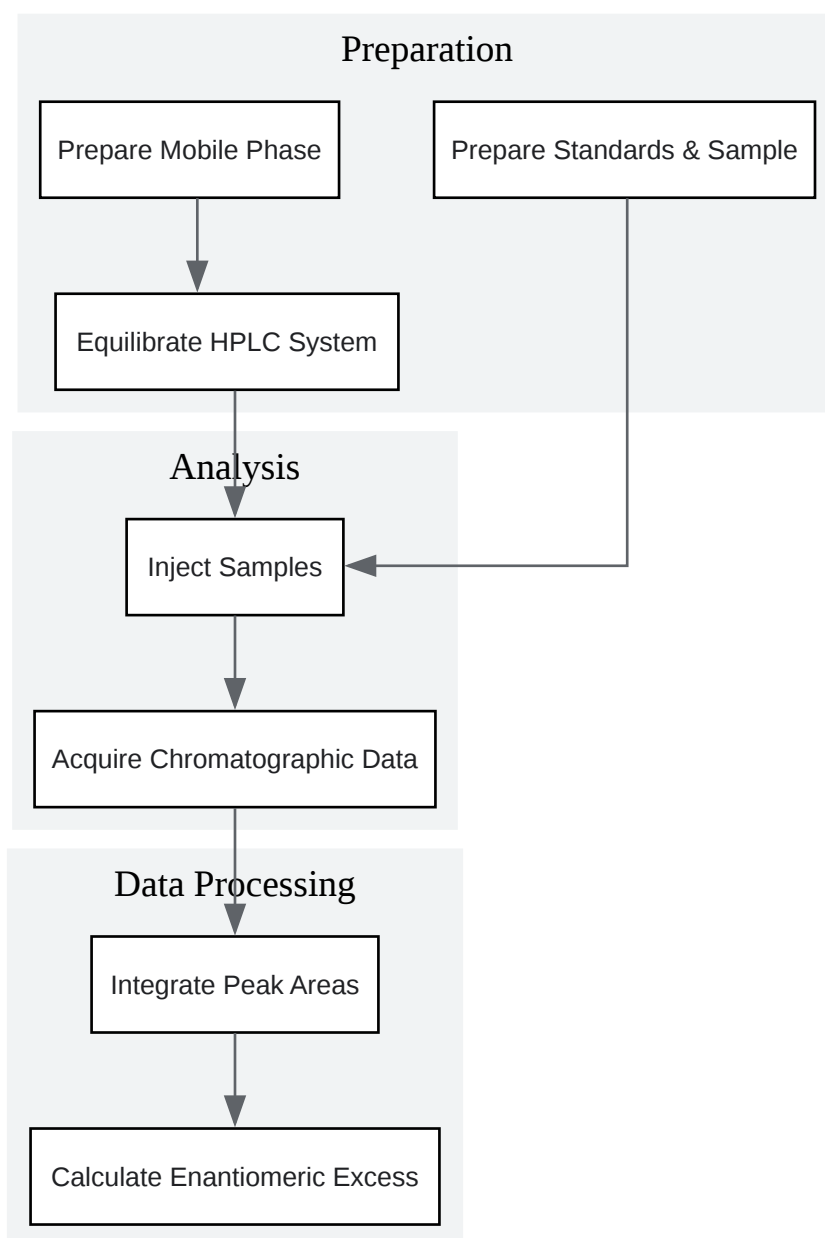 Preparation
Prepare Mobile Phase
Prepare Standards & Sample
Equilibrate HPLC System
Analysis
Inject Samples
Acquire Chromatographic Data
Data Processing
Integrate Peak Areas
Calculate Enantiomeric Excess